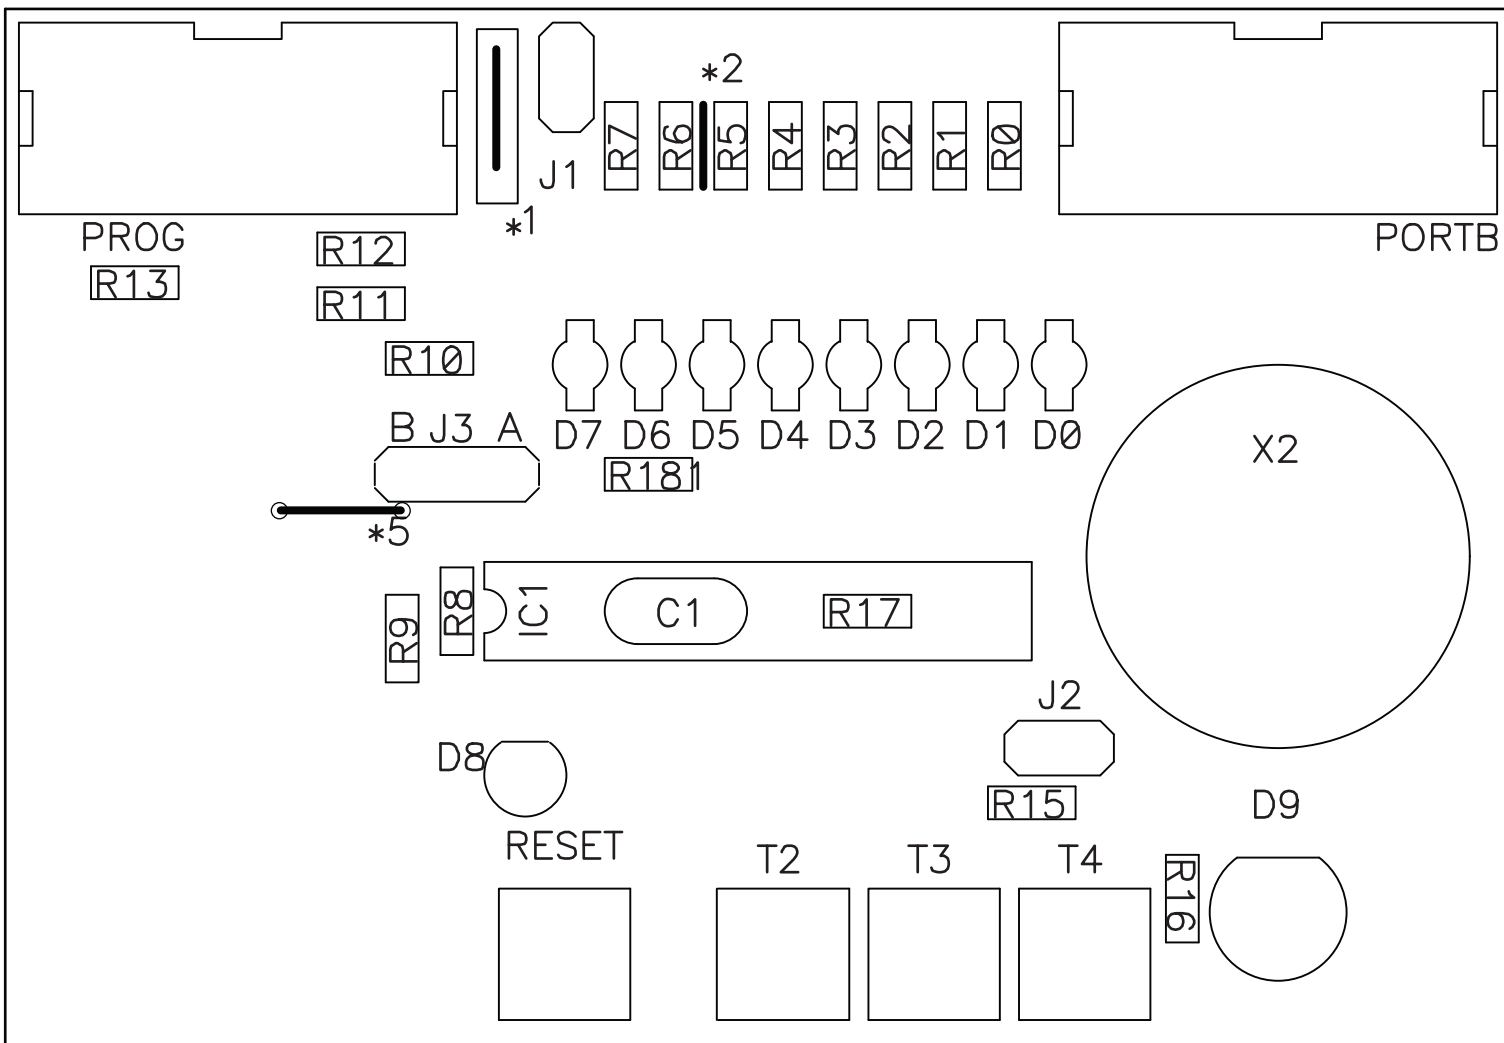 *2
R7
R6
R5
R4
R3
R2
R1
R0
J1
*1
PROG
PORTB
R12
R13
R11
R10
B J3 A
D7 D6 D5 D4 D3 D2 D1 D0
X2
R181
*5
IC1
C1
R17
R8
R9
J2
D8
R15
D9
RESET
T2
T3
T4
R16